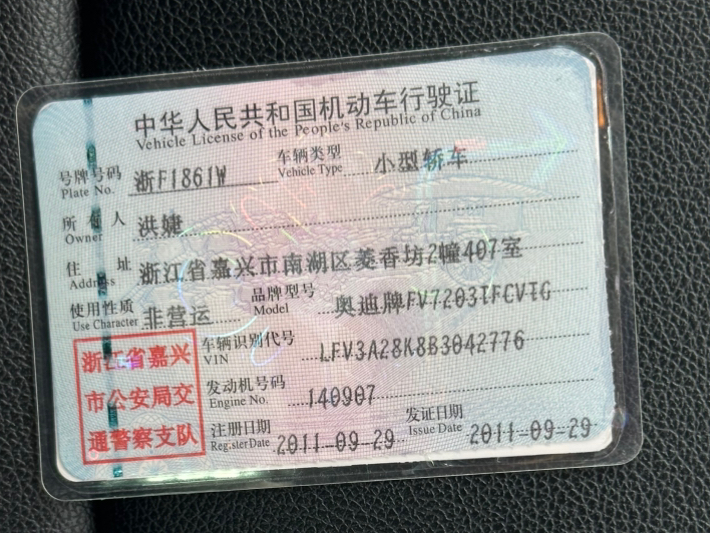 中华人民共和国机动车行驶证
Vehicle License of the People's Republic of China
号牌号码 浙F1861W 车辆类型 小型轿车
Plate No. Vehicle Type
所有人 洪婕
Owner
住址 浙江省嘉兴市南湖区菱香坊2幢407室
Address
使用性质 非营运 品牌型号 奥迪牌FV7203TFCVTG
Use Character Model
浙江省嘉兴
市公安局交
通警察支队
车辆识别代号 LFV3A28K8B3042776
VIN
发动机号码 140907
Engine No.
注册日期 2011-09-29 发证日期 2011-09-29
Register Date Issue Date